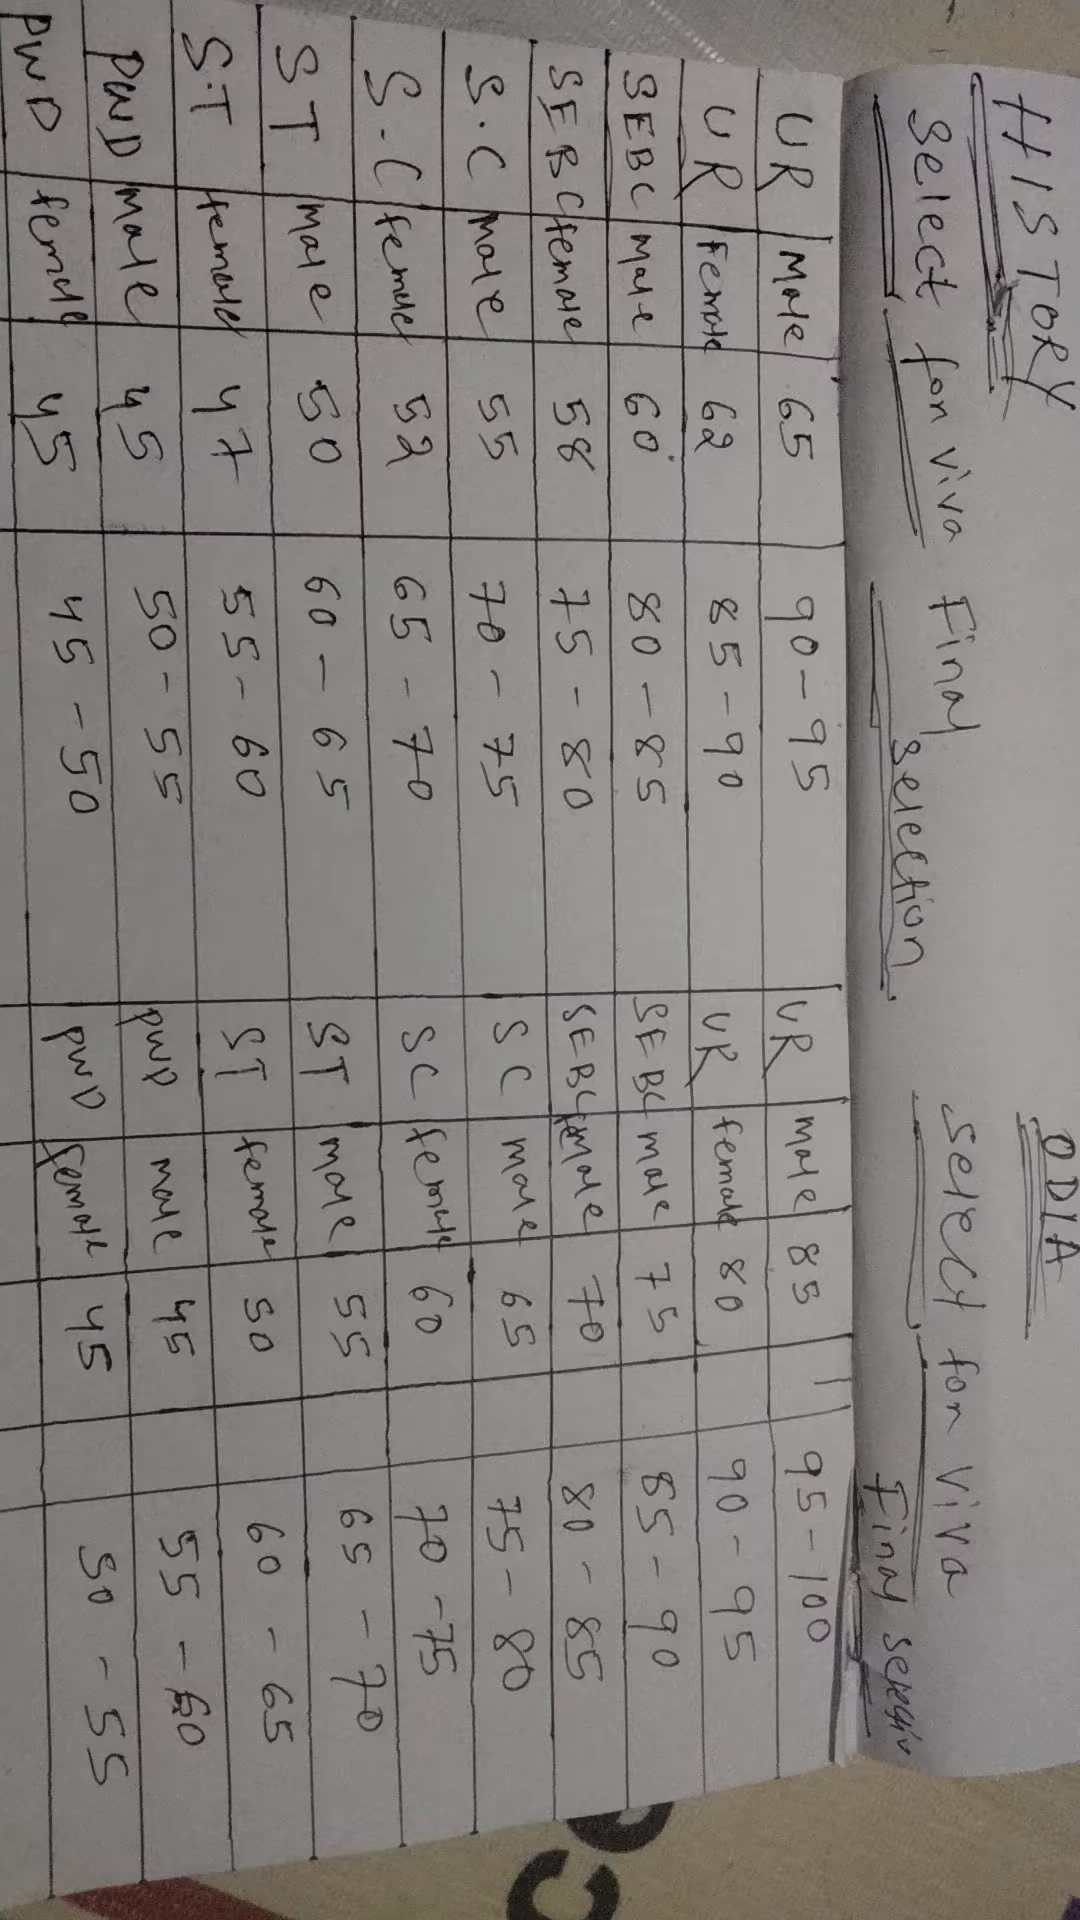 HISTORY ODIA
Select for viva Final selection. Select for viva Final
UR Male 65 90-95 UR male 85 95-100
UR Female 62 85-90 UR female 80 90-95
SEBC Male 60 80-85 SEBC male 75 85-90
SEBC female 58 75-80 SEBC female 70 80-85
S.C Male 55 70-75 SC male 65 75-80
S.C female 52 65-70 SC female 60 70-75
ST Male 50 60-65 ST male 55 65-70
S.T female 47 55-60 ST female 50 60-65
PWD Male 45 50-55 PWD male 45 55-60
PWD female 45 45-50 PWD female 45 50-55